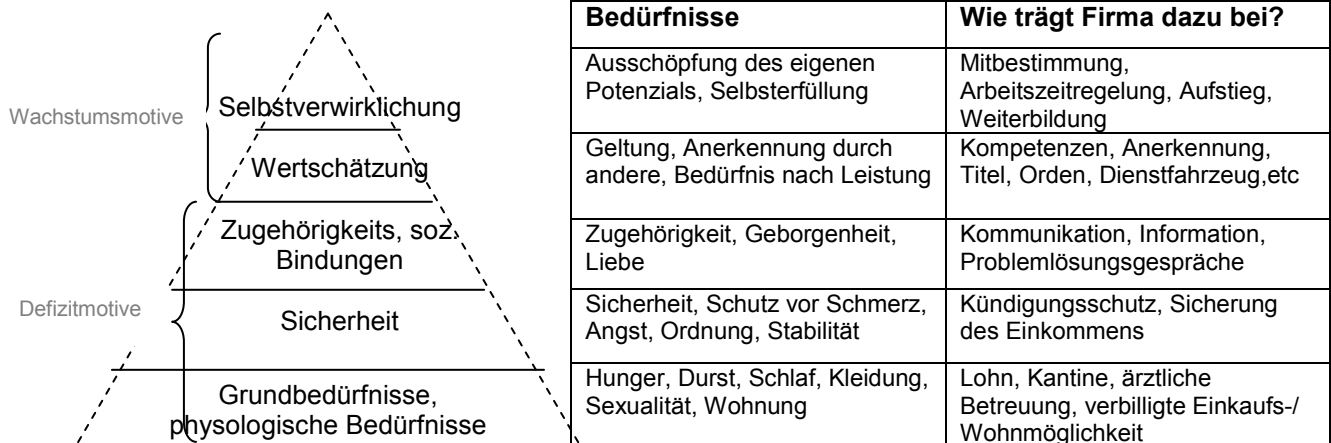 Wachstumsmotive
Defizitmotive
Selbstverwirklichung
Wertschätzung
Zugehörigkeits, soz.
Bindungen
Sicherheit
Grundbedürfnisse,
physologische Bedürfnisse
Bedürfnisse
Wie trägt Firma dazu bei?
Ausschöpfung des eigenen
Potenzials, Selbsterfüllung
Mitbestimmung,
Arbeitszeitregelung, Aufstieg,
Weiterbildung
Geltung, Anerkennung durch
andere, Bedürfnis nach Leistung
Kompetenzen, Anerkennung,
Titel, Orden, Dienstfahrzeug,etc
Zugehörigkeit, Geborgenheit,
Liebe
Kommunikation, Information,
Problemlösungsgespräche
Sicherheit, Schutz vor Schmerz,
Angst, Ordnung, Stabilität
Kündigungsschutz, Sicherung
des Einkommens
Hunger, Durst, Schlaf, Kleidung,
Sexualität, Wohnung
Lohn, Kantine, ärztliche
Betreuung, verbilligte Einkaufs-/
Wohnmöglichkeit